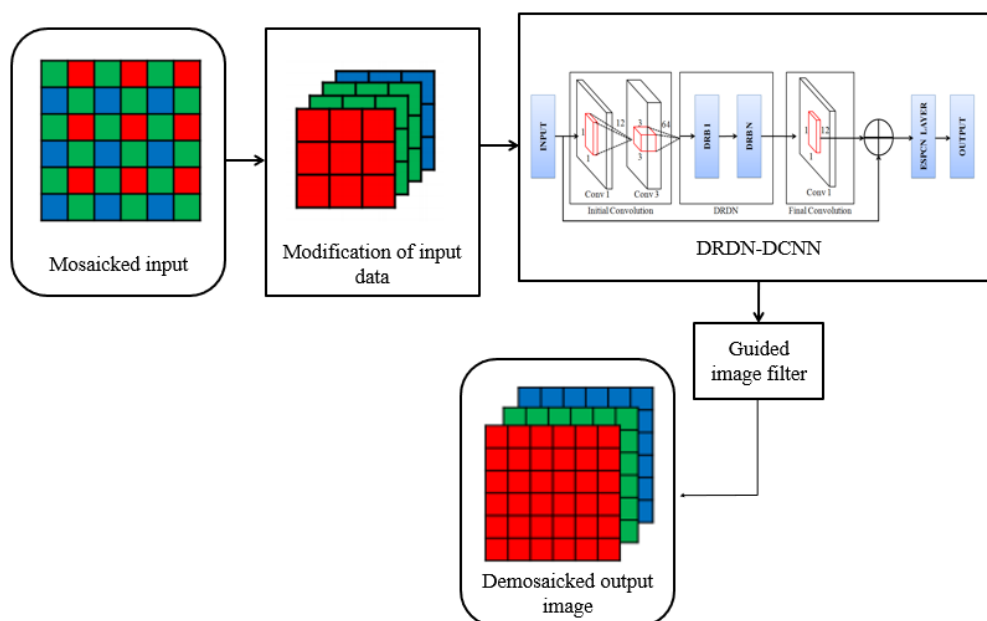 Mosaicked input
Modification of input
data
INPUT
1
1
12
Conv 1
3
3
64
Conv 3
Initial Convolution
DRB 1
DRB N
DRDN
1
12
1
Conv 1
Final Convolution
ESPCN LAYER
OUTPUT
DRDN-DCNN
Guided
image filter
Demosaicked output
image